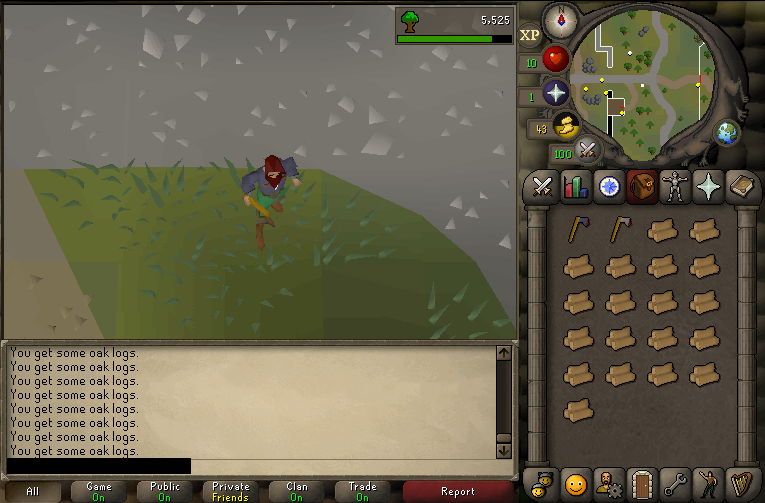 5,525
N
XP
10
1
43
100
You get some oak logs.
You get some oak logs.
You get some oak logs.
You get some oak logs.
You get some oak logs.
You get some oak logs.
You get some oak logs.
You get some oak logs.
All
Game
On
Public
On
Private
Friends
Clan
On
Trade
On
Report